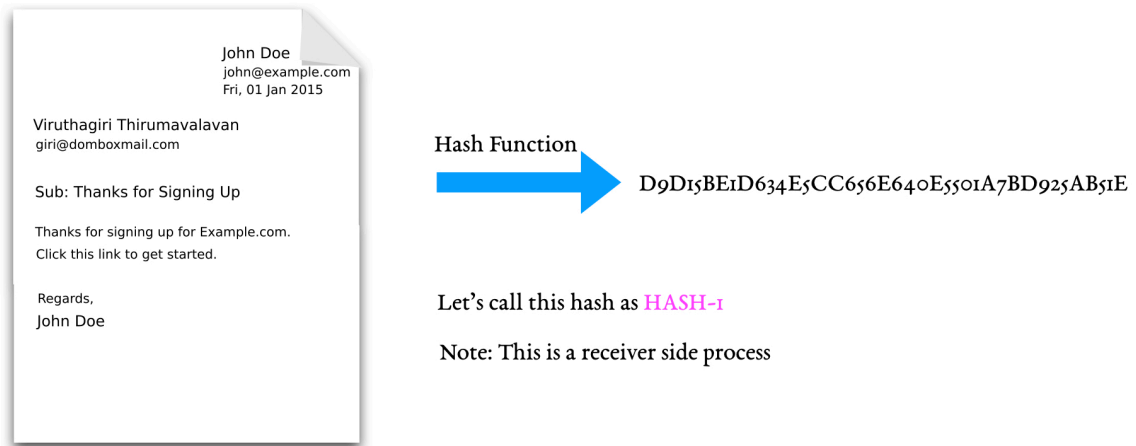 John Doe
john@example.com
Fri, 01 Jan 2015
Viruthagiri Thirumavalavan
giri@domboxmail.com
Sub: Thanks for Signing Up
Thanks for signing up for Example.com.
Click this link to get started.
Regards,
John Doe
Hash Function
D9D15BE1D634E5CC656E640E5501A7BD925AB51E
Let's call this hash as HASH-1
Note: This is a receiver side process